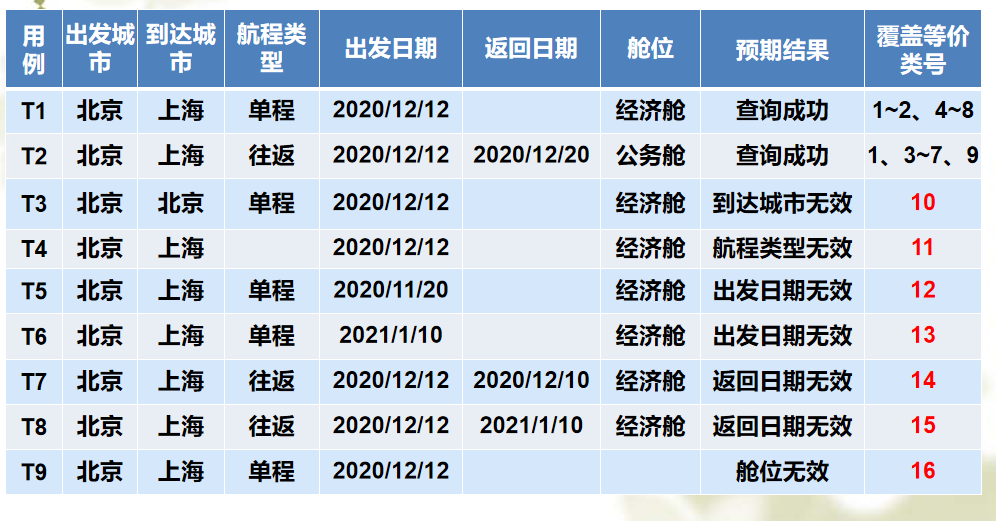 用例 出发城市 到达城市 航程类型 出发日期 返回日期 舱位 预期结果 覆盖等价类号
T1 北京 上海 单程 2020/12/12 经济舱 查询成功 1~2、4~8
T2 北京 上海 往返 2020/12/12 2020/12/20 公务舱 查询成功 1、3~7、9
T3 北京 北京 单程 2020/12/12 经济舱 到达城市无效 10
T4 北京 上海 2020/12/12 经济舱 航程类型无效 11
T5 北京 上海 单程 2020/11/20 经济舱 出发日期无效 12
T6 北京 上海 单程 2021/1/10 经济舱 出发日期无效 13
T7 北京 上海 往返 2020/12/12 2020/12/10 经济舱 返回日期无效 14
T8 北京 上海 往返 2020/12/12 2021/1/10 经济舱 返回日期无效 15
T9 北京 上海 单程 2020/12/12 舱位无效 16